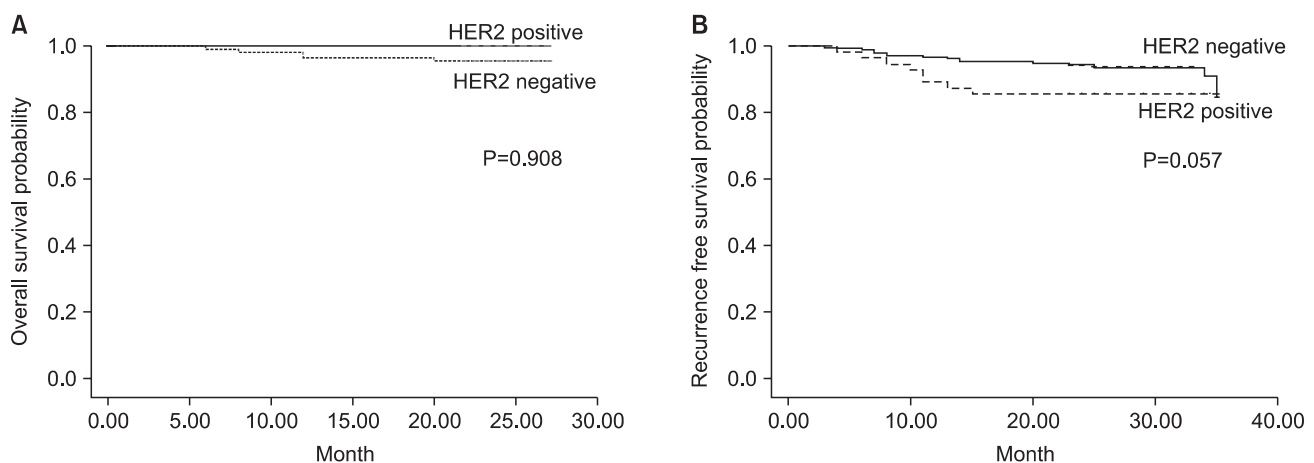 A
Overall survival probability
1.0
0.8
0.6
0.4
0.2
0.0
HER2 positive
HER2 negative
P=0.908
0.00 5.00 10.00 15.00 20.00 25.00 30.00
Month
B
Recurrence free survival probability
1.0
0.8
0.6
0.4
0.2
0.0
HER2 negative
HER2 positive
P=0.057
0.00 10.00 20.00 30.00 40.00
Month